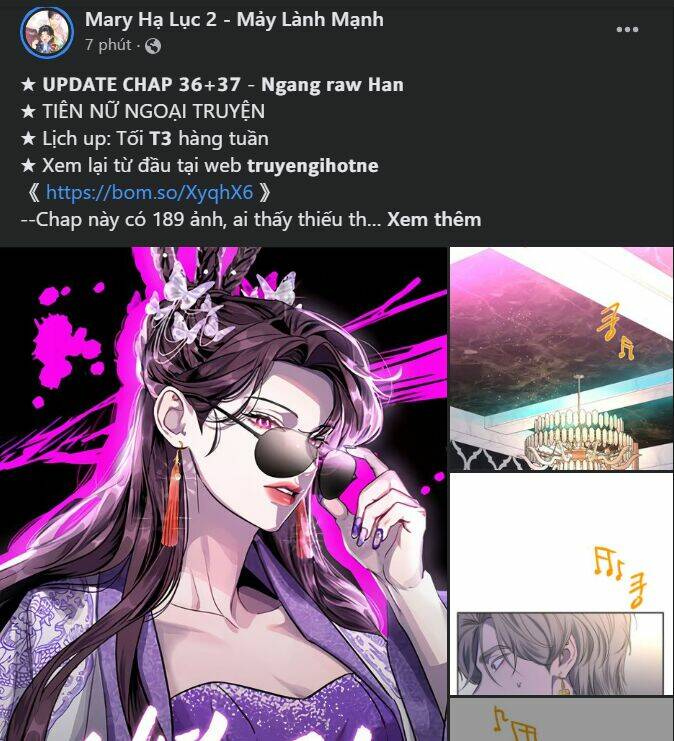 Mary Hạ Lục 2 - Mảy Lành Mạnh
7 phút ·
★ UPDATE CHAP 36+37 - Ngang raw Han
★ TIÊN NỮ NGOẠI TRUYỆN
★ Lịch up: Tối T3 hàng tuần
★ Xem lại từ đầu tại web truyengihotne
《 https://bom.so/XyqhX6 》
--Chap này có 189 ảnh, ai thấy thiếu th... Xem thêm
쿵
쿵